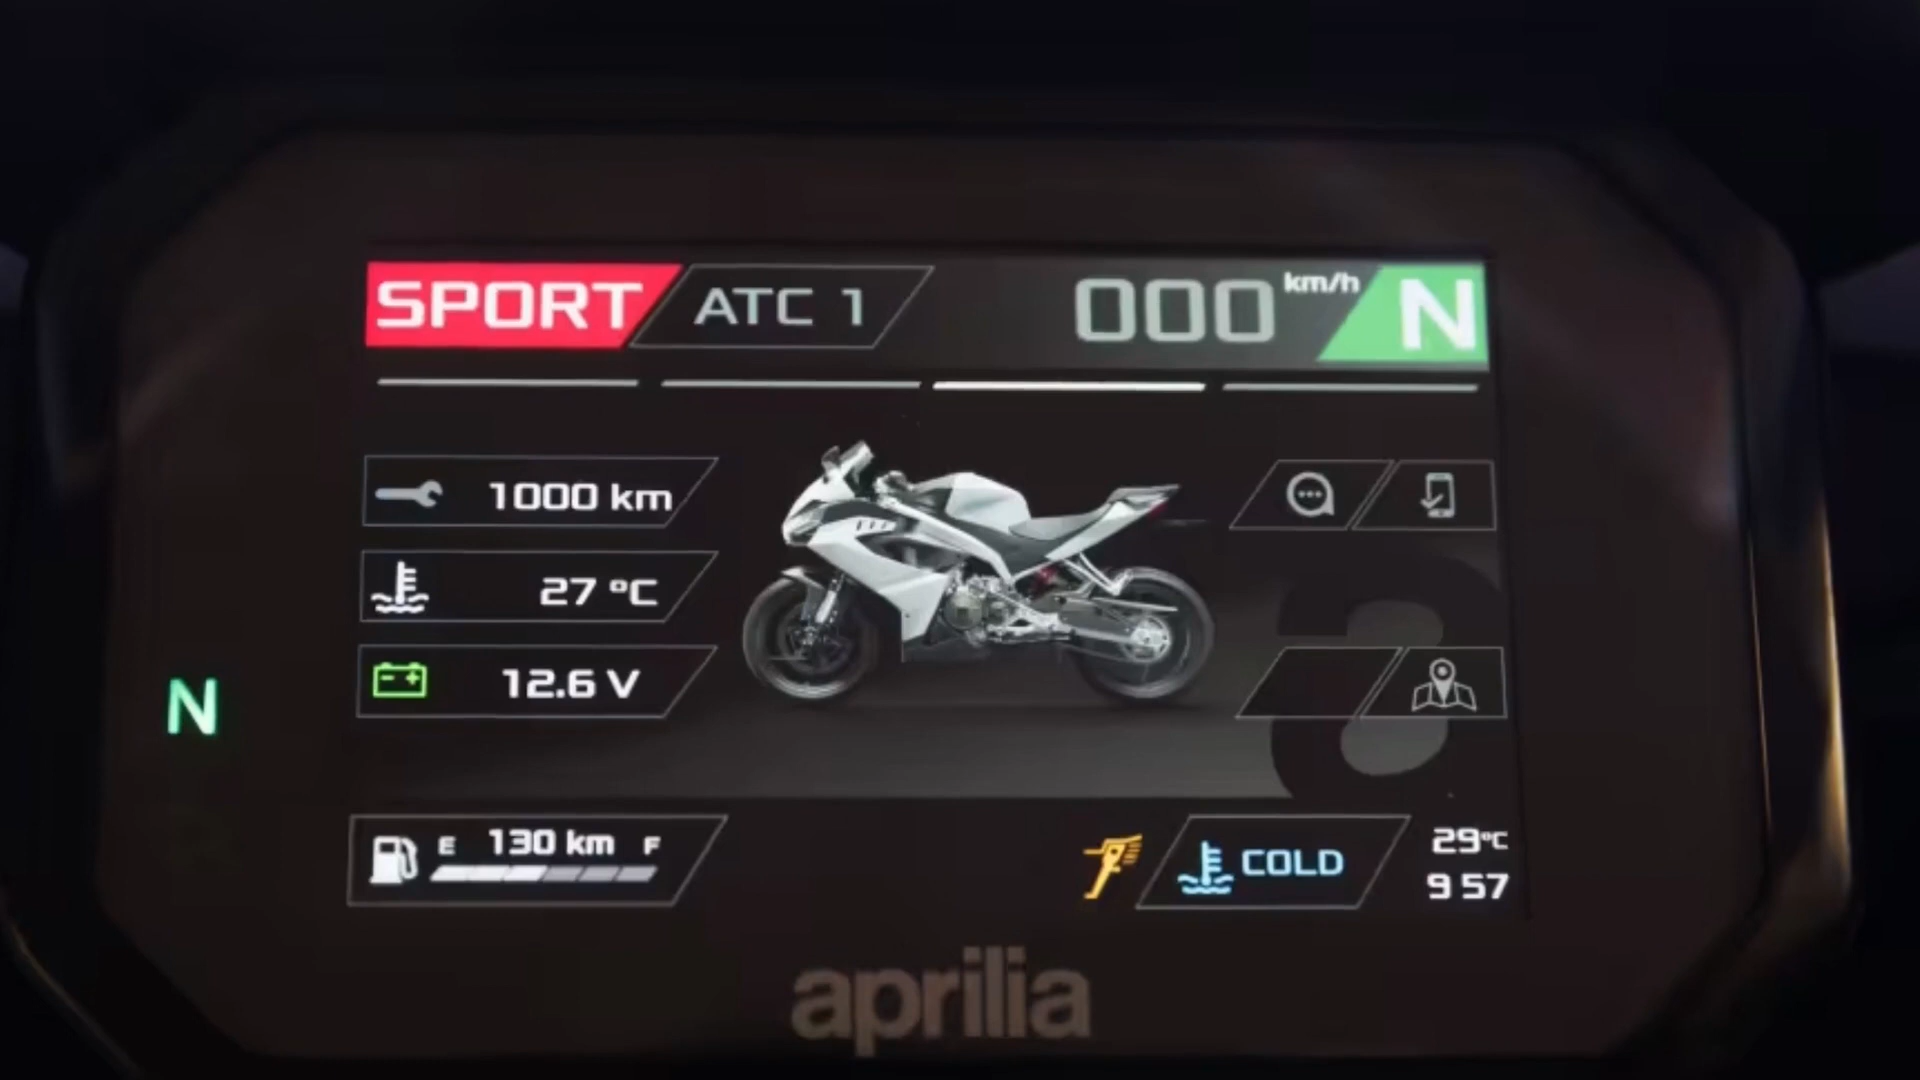 SPORT ATC 1 000 km/h N
1000 km
27 °C
12.6 V
N
E 130 km F
COLD
29°C
9 57
aprilia